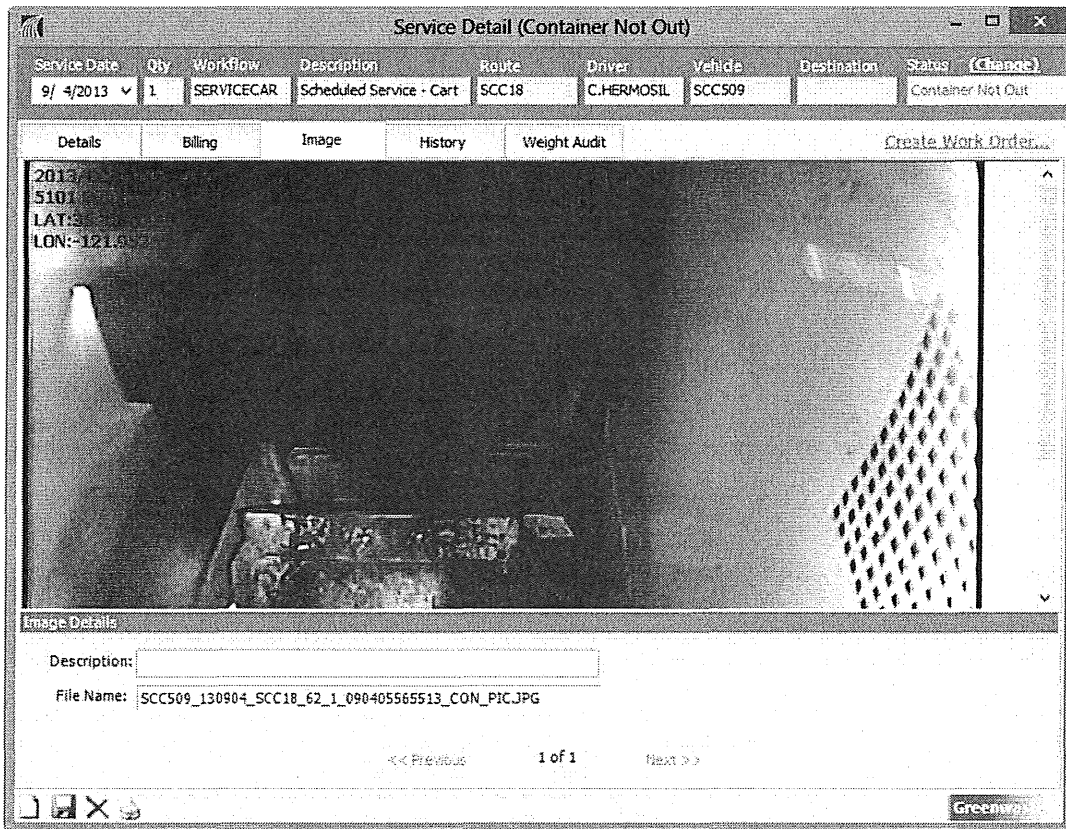 Service Detail (Container Not Out)
Service Date Qty Workflow Description Route Driver Vehicle Destination Status (Change)
9/ 4/2013 1 SERVICECAR Scheduled Service - Cart SCC18 C.HERMOSIL SCC509 Container Not Out
Details Billing Image History Weight Audit Create Work Order...
2013/
5101
LAT:
LON:-121.
Image Details
Description:
File Name: SCC509_130904_SCC18_62_1_090405565513_CON_PIC.JPG
<< Previous 1 of 1 Next >>